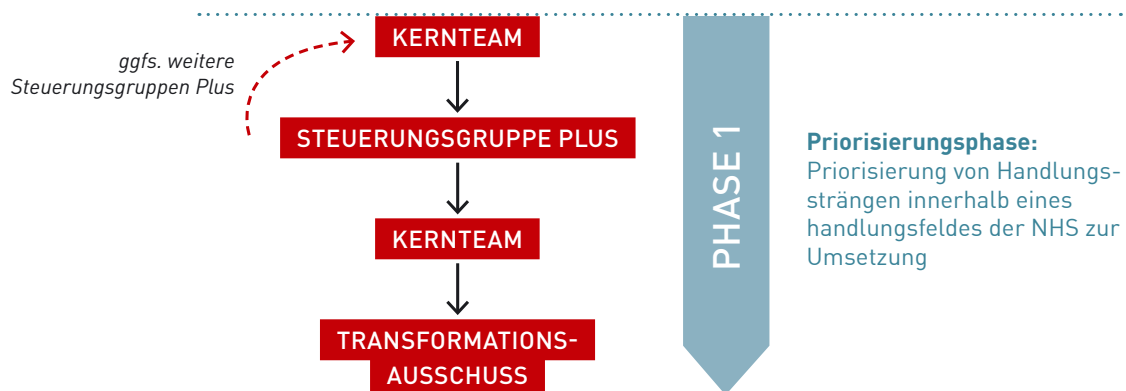 KERNTEAM
ggfs. weitere
Steuerungsgruppen Plus
STEUERUNGSGRUPPE PLUS
KERNTEAM
TRANSFORMATIONS-
AUSSCHUSS
PHASE 1
Priorisierungsphase:
Priorisierung von Handlungs-
strängen innerhalb eines
handlungsfeldes der NHS zur
Umsetzung